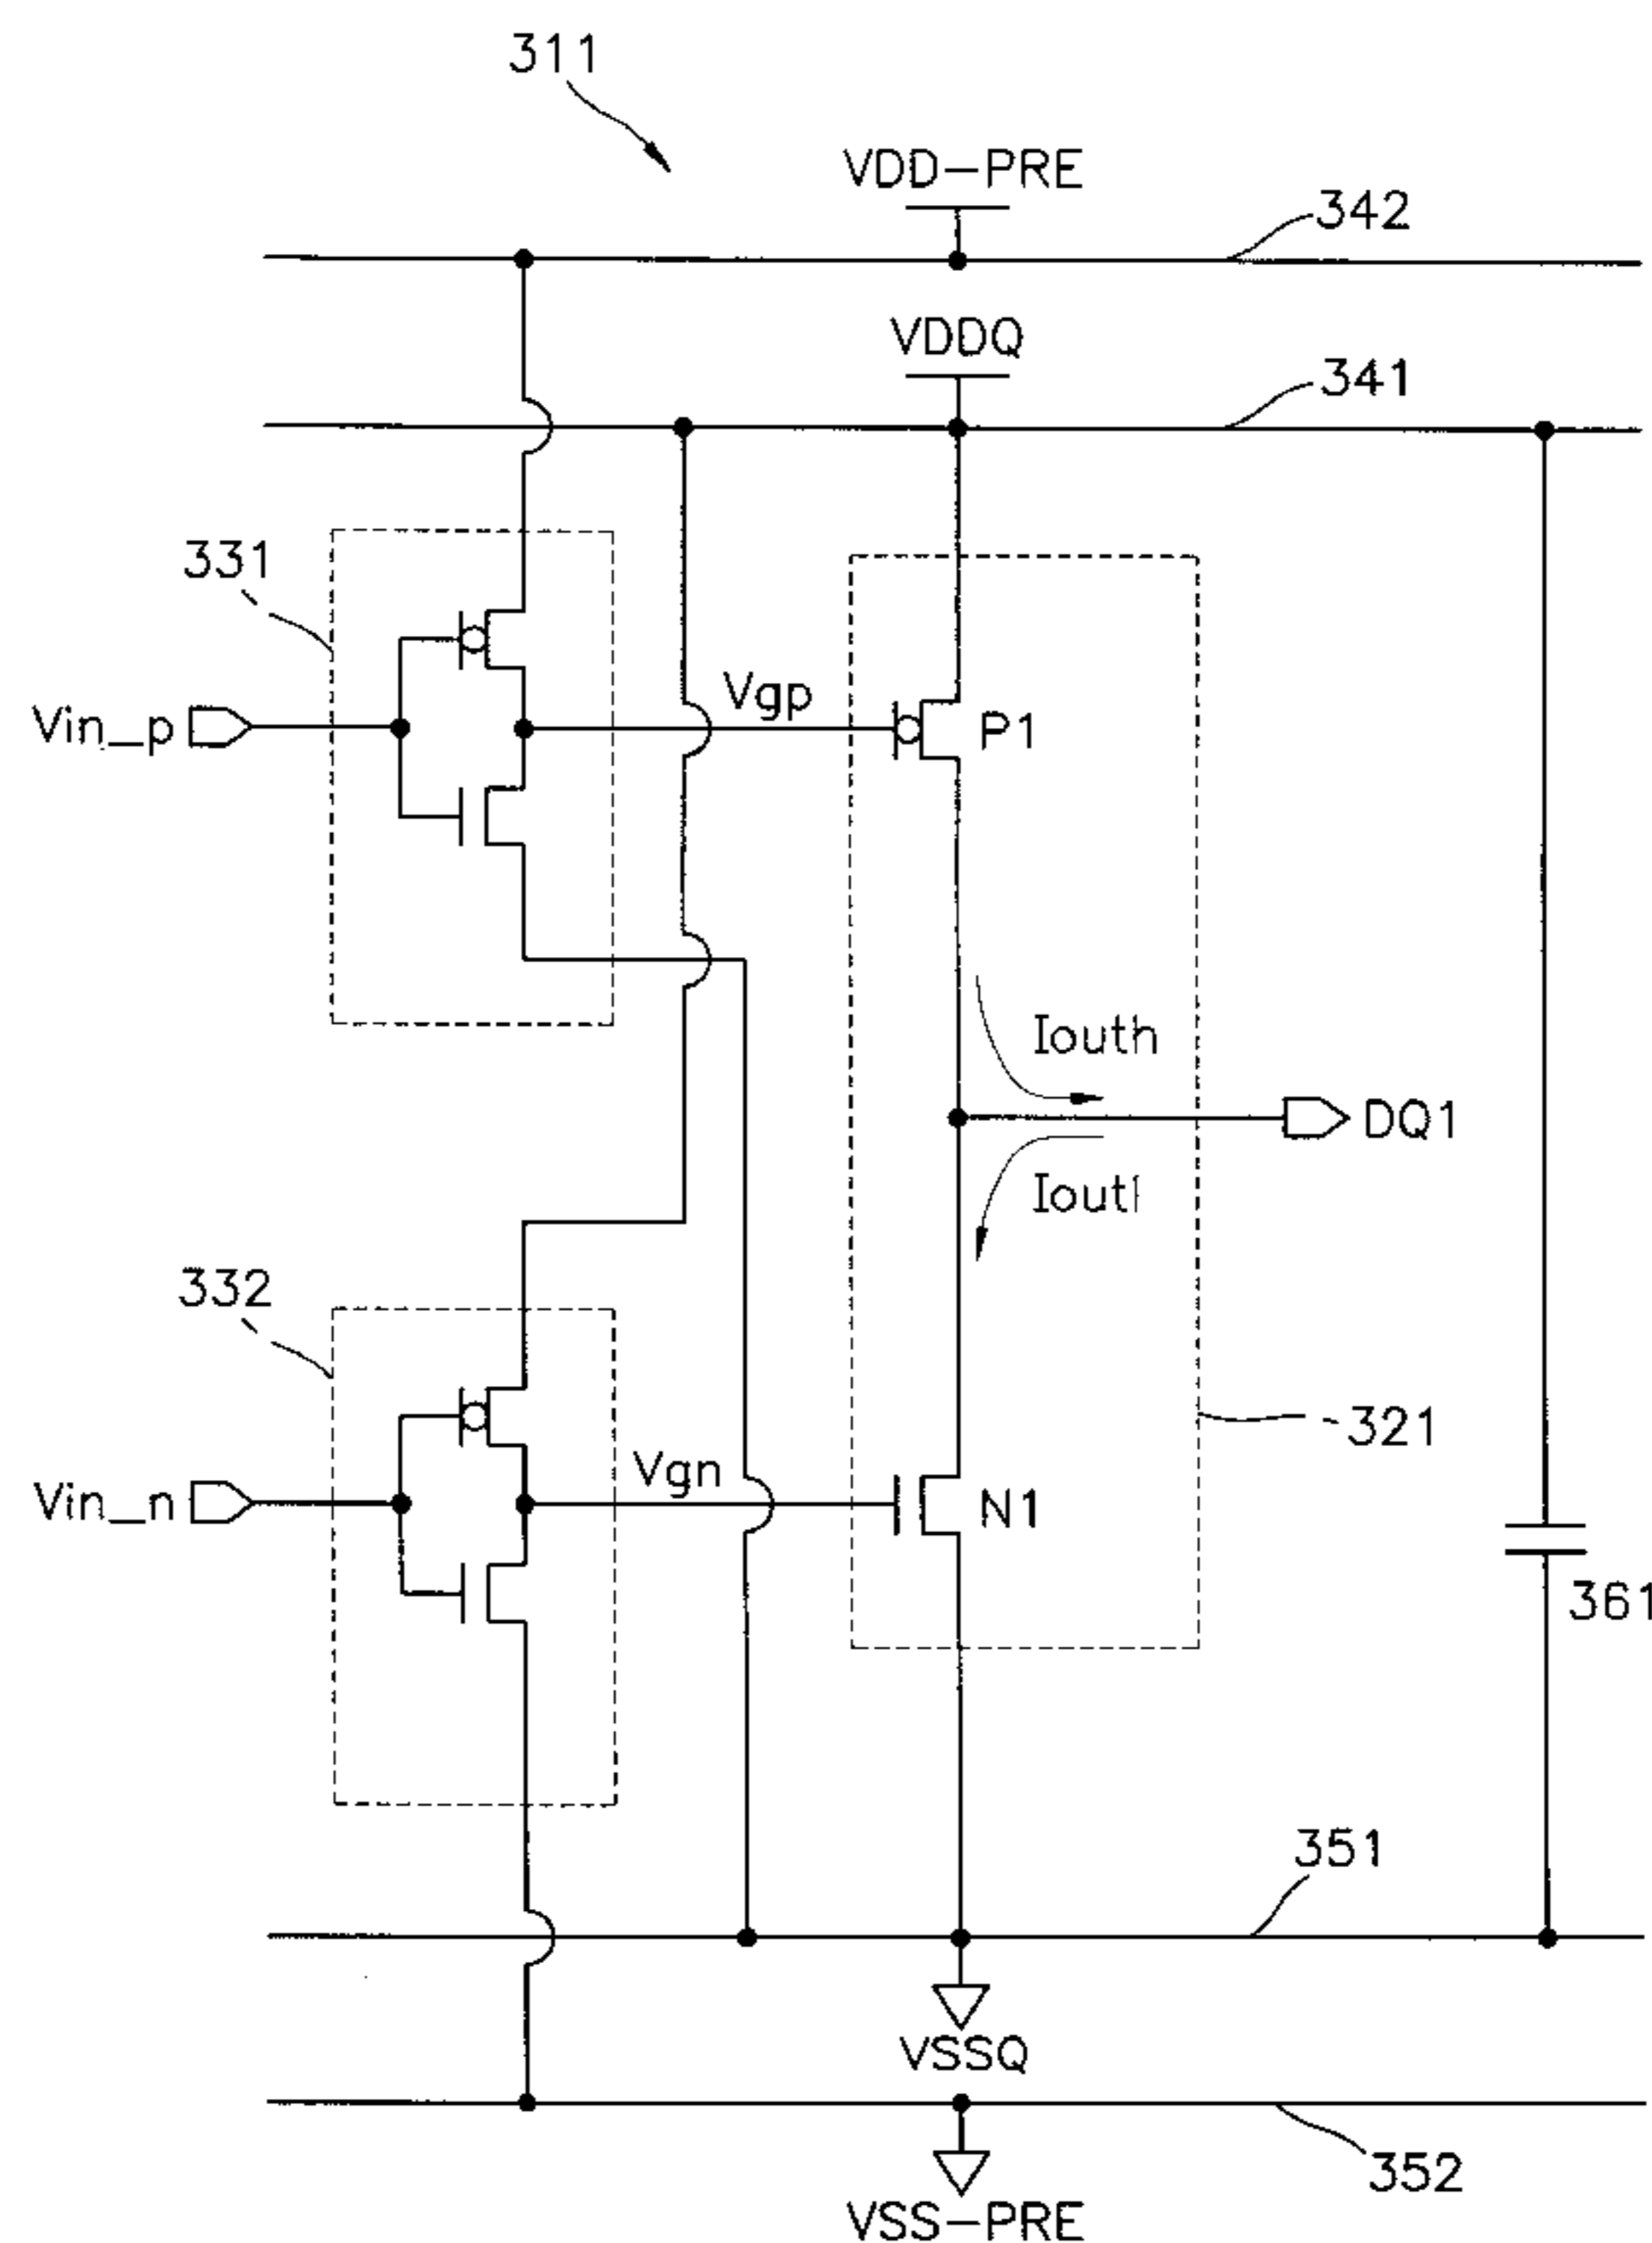 311
VDD-PRE
342
VDDQ
341
331
Vgp
Vin_p
P1
Iouth
DQ1
Ioutl
332
321
Vgn
Vin_n
N1
361
351
VSSQ
352
VSS-PRE